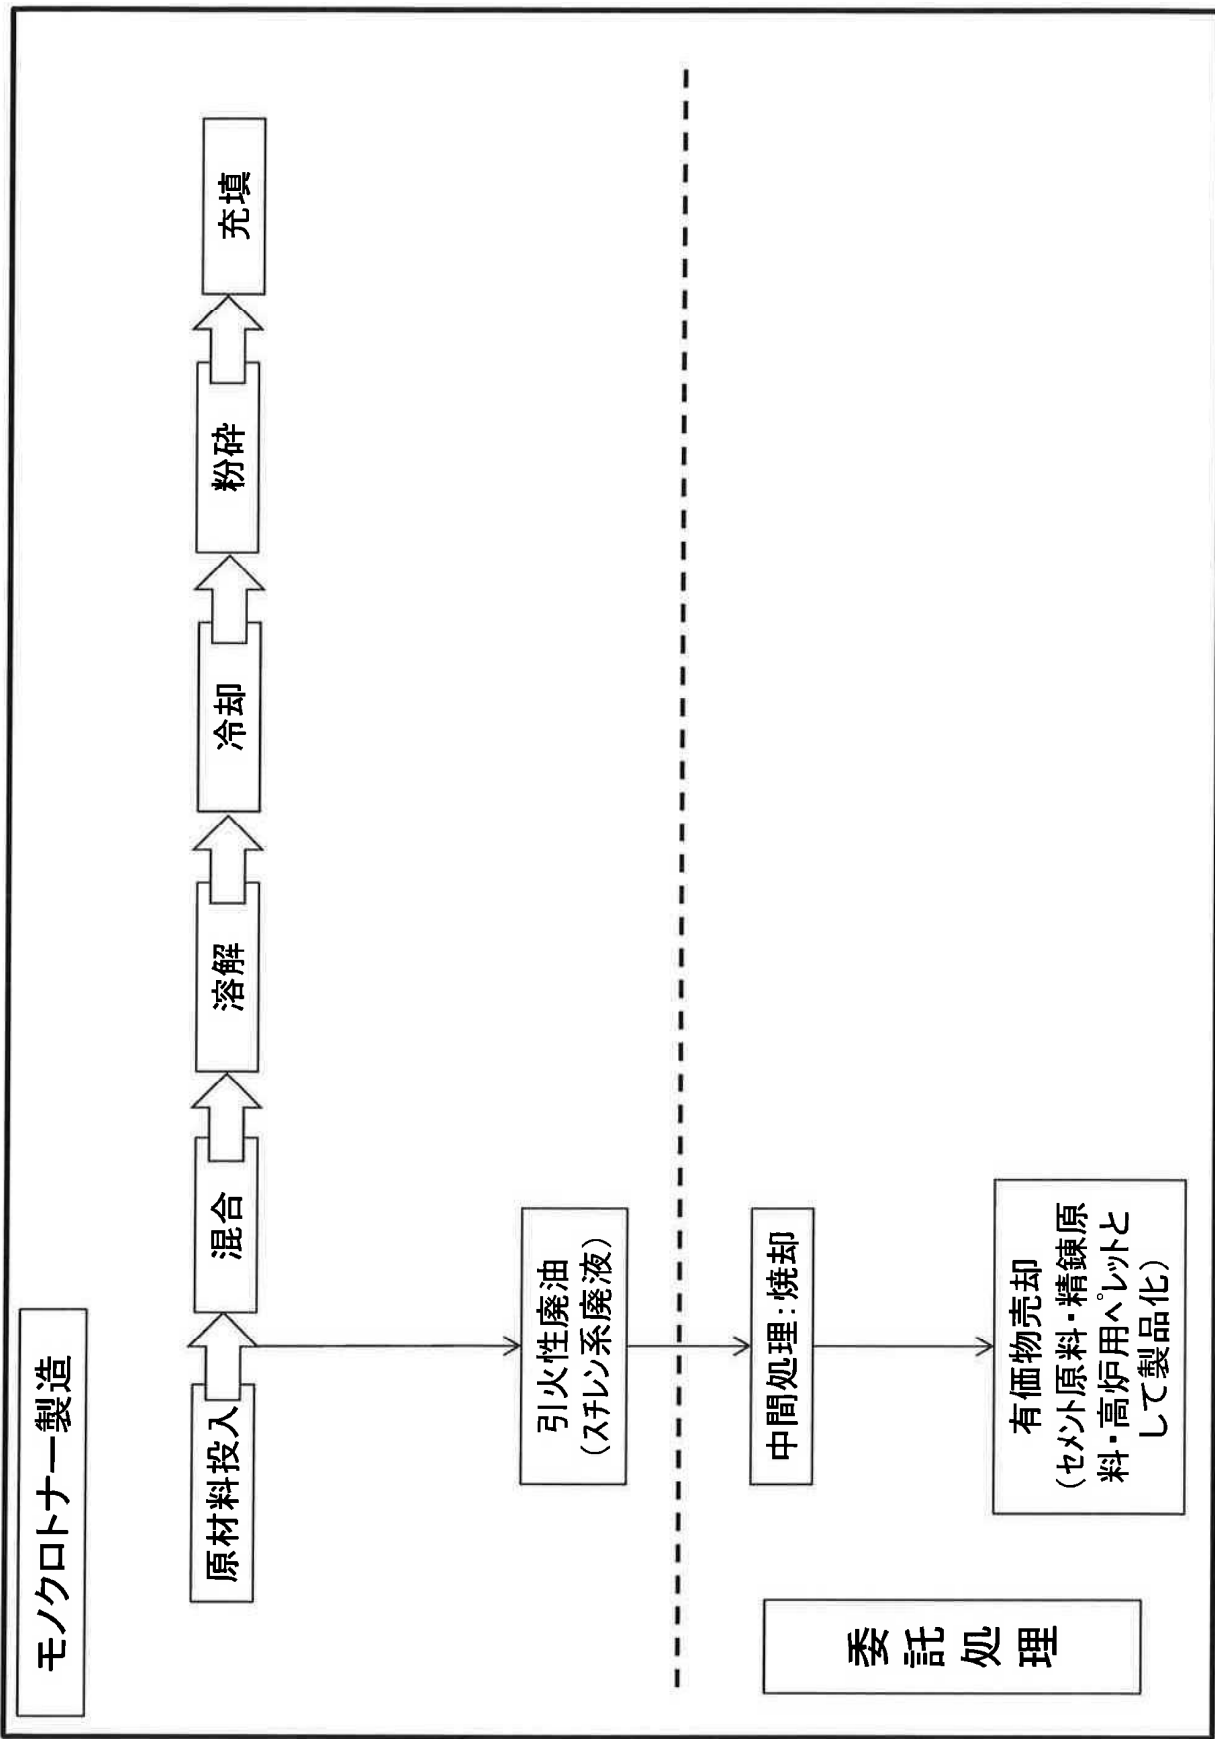 モノクロトナー製造
原材料投入
混合
溶解
冷却
粉砕
充填
引火性廃油
(スチレン系廃液)
委託処理
中間処理:焼却
有価物売却
(セメント原料・精錬原
料・高炉用ペレットと
して製品化)